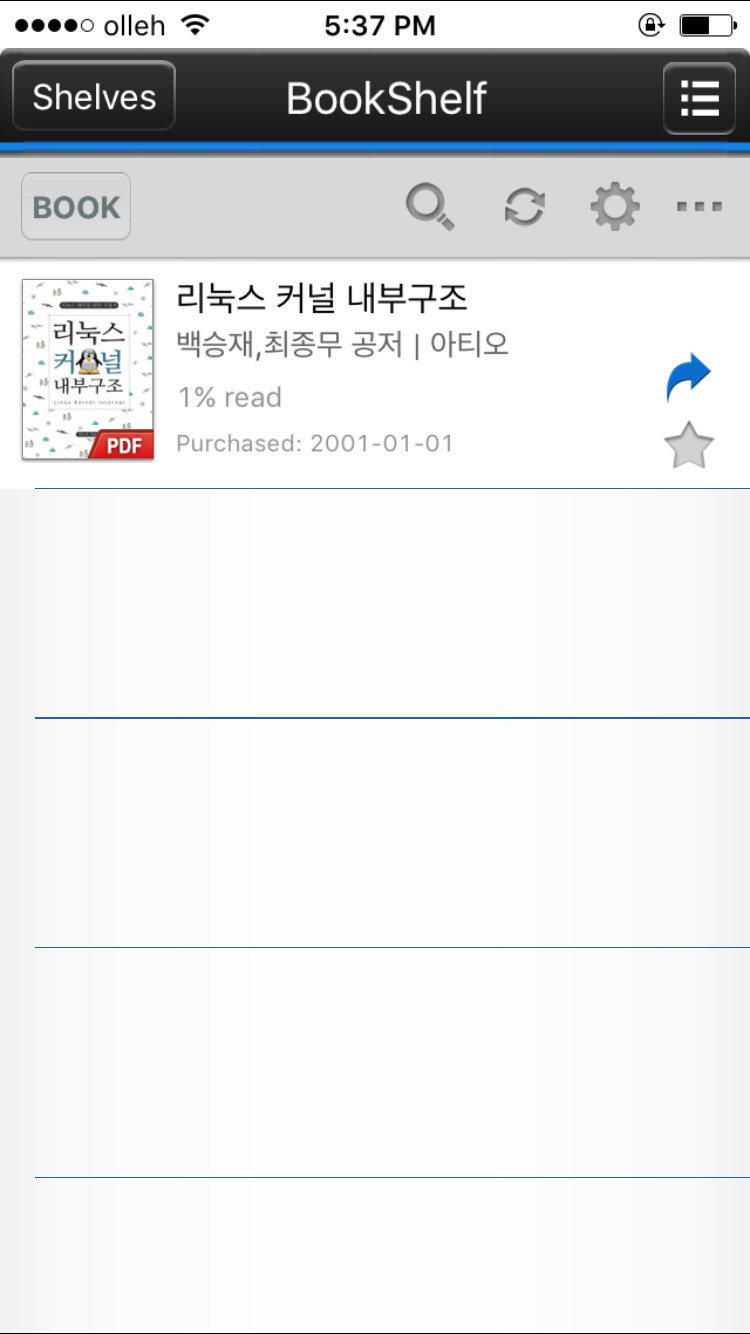 olleh 5:37 PM
Shelves BookShelf
BOOK
리눅스 커널 내부구조
백승재,최종무 공저 | 아티오
1% read
Purchased: 2001-01-01
리눅스
커널
내부구조
Linux Kernel Internal
PDF